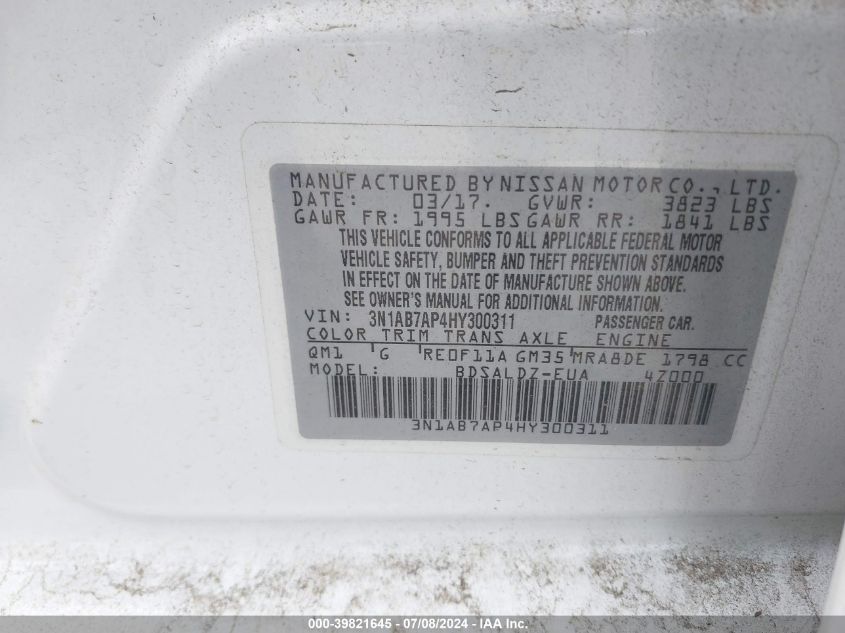 MANUFACTURED BY NISSAN MOTOR CO., LTD.
DATE: 03/17. GVWR: 3823 LBS
GAWR FR: 1995 LBS GAWR RR: 1841 LBS
THIS VEHICLE CONFORMS TO ALL APPLICABLE FEDERAL MOTOR
VEHICLE SAFETY, BUMPER AND THEFT PREVENTION STANDARDS
IN EFFECT ON THE DATE OF MANUFACTURE SHOWN ABOVE.
SEE OWNER'S MANUAL FOR ADDITIONAL INFORMATION.
VIN: 3N1AB7AP4HY300311 PASSENGER CAR.
COLOR TRIM TRANS AXLE ENGINE
QM1 G RE0F11A GM35 MRA8DE 1798 CC
MODEL: BDSALDZ-EUA 4Z000
3N1AB7AP4HY300311
000-39821645 / 07/08/2024 - IAA Inc.